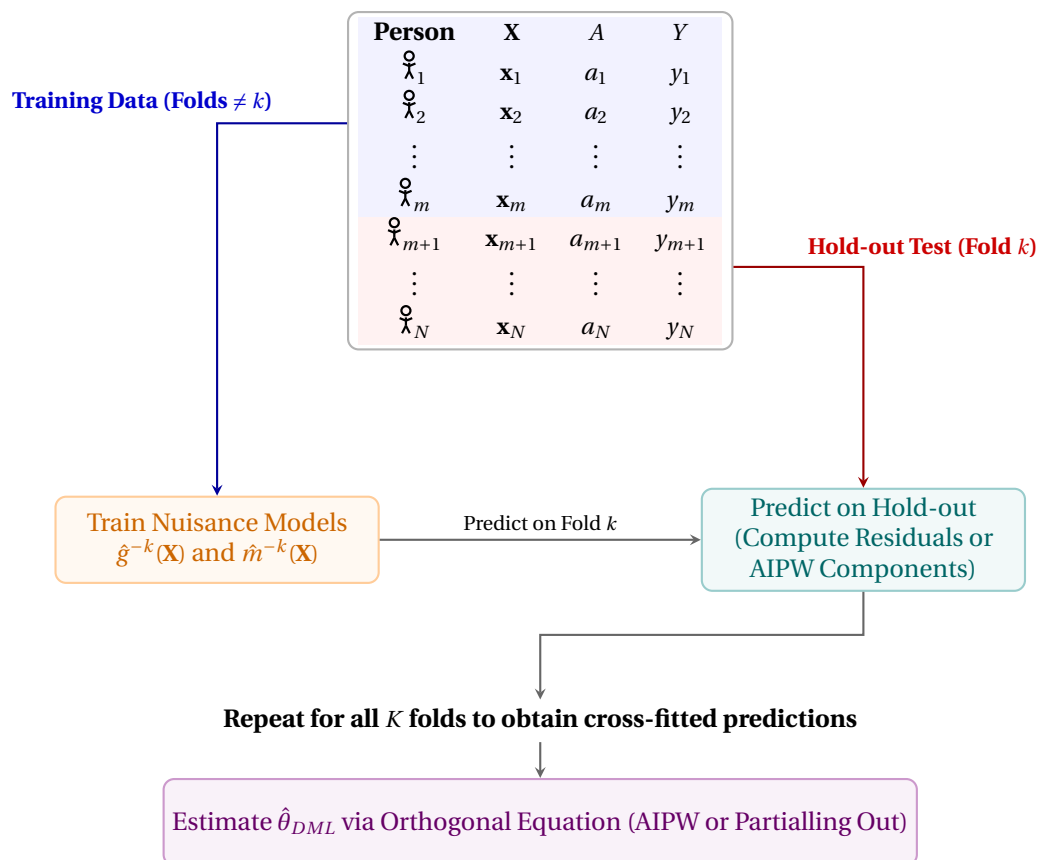 Person X A Y
1 x₁ a₁ y₁
Training Data (Folds ≠ k)
2 x₂ a₂ y₂
⋮ ⋮ ⋮ ⋮
m xₘ aₘ yₘ
m+1 xₘ₊₁ aₘ₊₁ yₘ₊₁
Hold-out Test (Fold k)
⋮ ⋮ ⋮ ⋮
N x_N a_N y_N
Train Nuisance Models
ĝ⁻ᵏ(X) and m̂⁻ᵏ(X)
Predict on Fold k
Predict on Hold-out
(Compute Residuals or
AIPW Components)
Repeat for all K folds to obtain cross-fitted predictions
Estimate θ̂_DML via Orthogonal Equation (AIPW or Partialling Out)